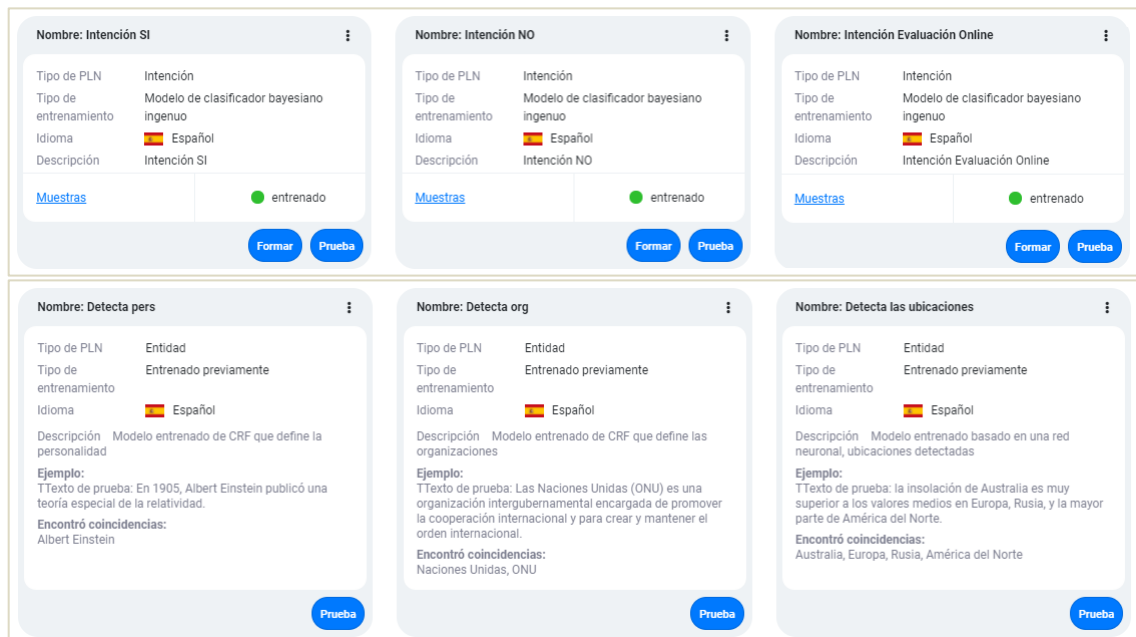 Nombre: Intención SI
Tipo de PLN Intención
Tipo de entrenamiento Modelo de clasificador bayesiano ingenuo
Idioma Español
Descripción Intención SI
Muestras entrenado
Formar Prueba
Nombre: Intención NO
Tipo de PLN Intención
Tipo de entrenamiento Modelo de clasificador bayesiano ingenuo
Idioma Español
Descripción Intención NO
Muestras entrenado
Formar Prueba
Nombre: Intención Evaluación Online
Tipo de PLN Intención
Tipo de entrenamiento Modelo de clasificador bayesiano ingenuo
Idioma Español
Descripción Intención Evaluación Online
Muestras entrenado
Formar Prueba
Nombre: Detecta pers
Tipo de PLN Entidad
Tipo de entrenamiento Entrenado previamente
Idioma Español
Descripción Modelo entrenado de CRF que define la
personalidad
Ejemplo:
TTexto de prueba: En 1905, Albert Einstein publicó una
teoría especial de la relatividad.
Encontró coincidencias:
Albert Einstein
Prueba
Nombre: Detecta org
Tipo de PLN Entidad
Tipo de entrenamiento Entrenado previamente
Idioma Español
Descripción Modelo entrenado de CRF que define las
organizaciones
Ejemplo:
TTexto de prueba: Las Naciones Unidas (ONU) es una
organización intergubernamental encargada de promover
la cooperación internacional y para crear y mantener el
orden internacional.
Encontró coincidencias:
Naciones Unidas, ONU
Prueba
Nombre: Detecta las ubicaciones
Tipo de PLN Entidad
Tipo de entrenamiento Entrenado previamente
Idioma Español
Descripción Modelo entrenado basado en una red
neuronal, ubicaciones detectadas
Ejemplo:
TTexto de prueba: la insolación de Australia es muy
superior a los valores medios en Europa, Rusia, y la mayor
parte de América del Norte.
Encontró coincidencias:
Australia, Europa, Rusia, América del Norte
Prueba